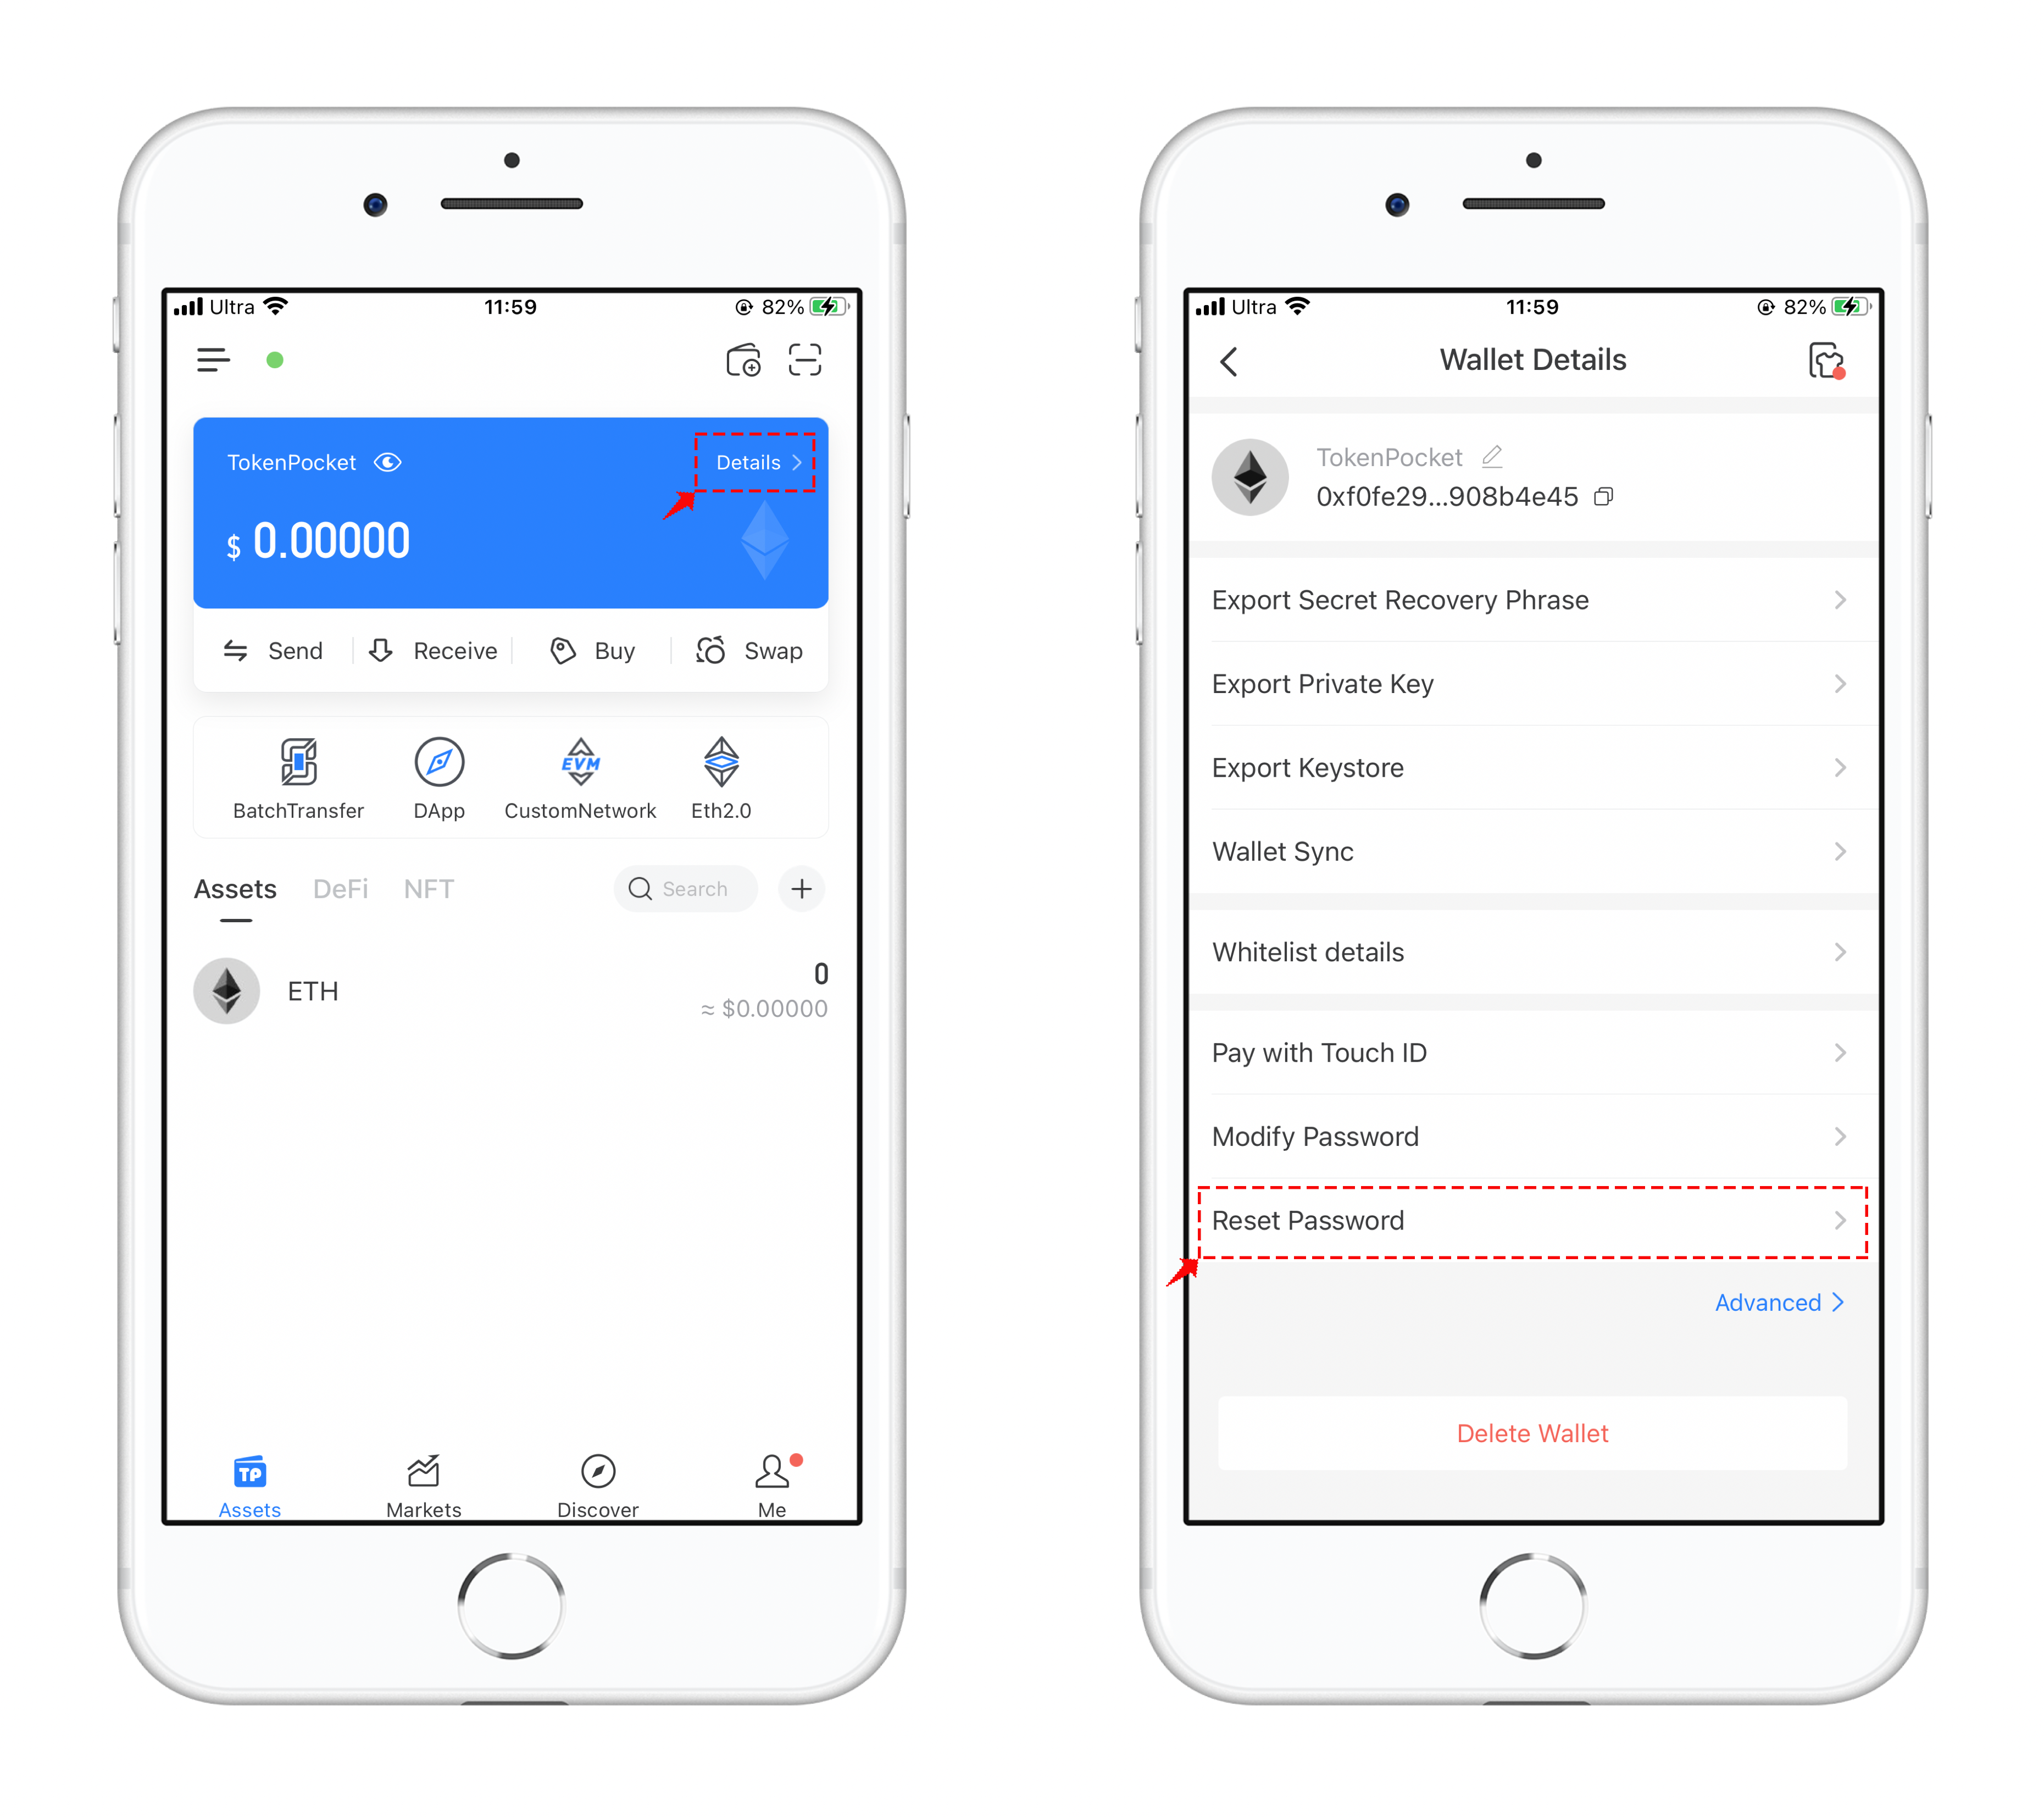 Ultra 11:59 82%
TokenPocket Details
$ 0.00000
Send Receive Buy Swap
EVM
BatchTransfer DApp CustomNetwork Eth2.0
Assets DeFi NFT Search
ETH 0
≈ $0.00000
TP
Assets Markets Discover Me
Ultra 11:59 82%
Wallet Details
TokenPocket
0xf0fe29...908b4e45
Export Secret Recovery Phrase
Export Private Key
Export Keystore
Wallet Sync
Whitelist details
Pay with Touch ID
Modify Password
Reset Password
Advanced
Delete Wallet